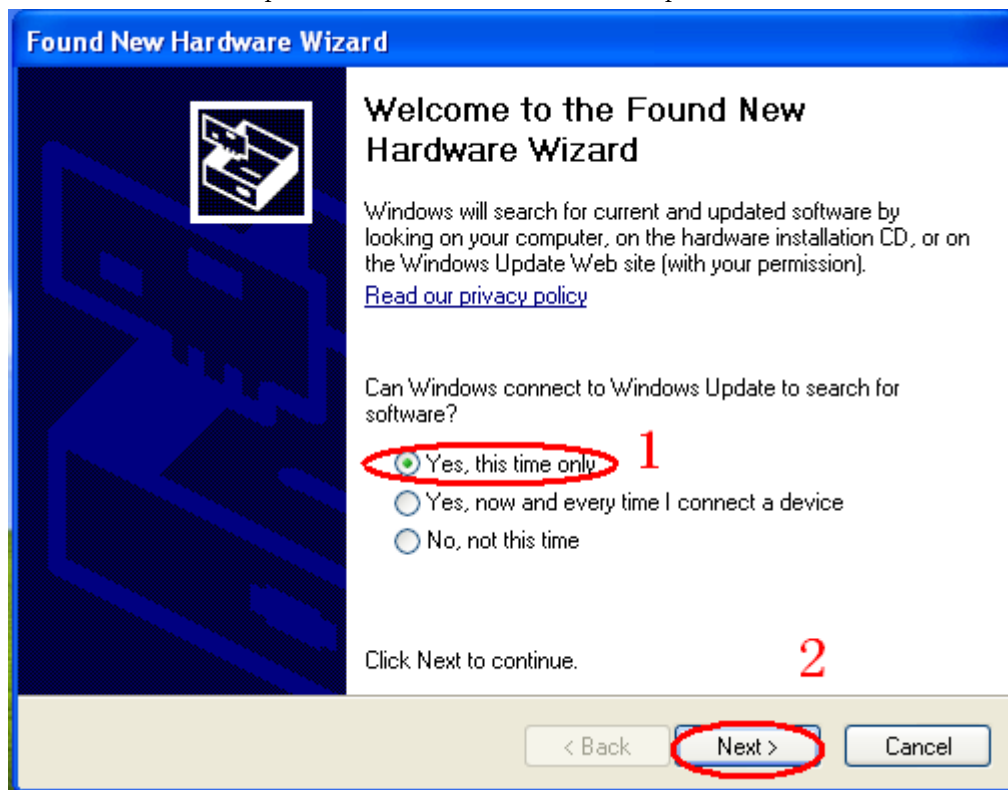 Found New Hardware Wizard
Welcome to the Found New
Hardware Wizard
Windows will search for current and updated software by
looking on your computer, on the hardware installation CD, or on
the Windows Update Web site (with your permission).
Read our privacy policy
Can Windows connect to Windows Update to search for
software?
Yes, this time only 1
Yes, now and every time I connect a device
No, not this time
Click Next to continue. 2
< Back Next > Cancel